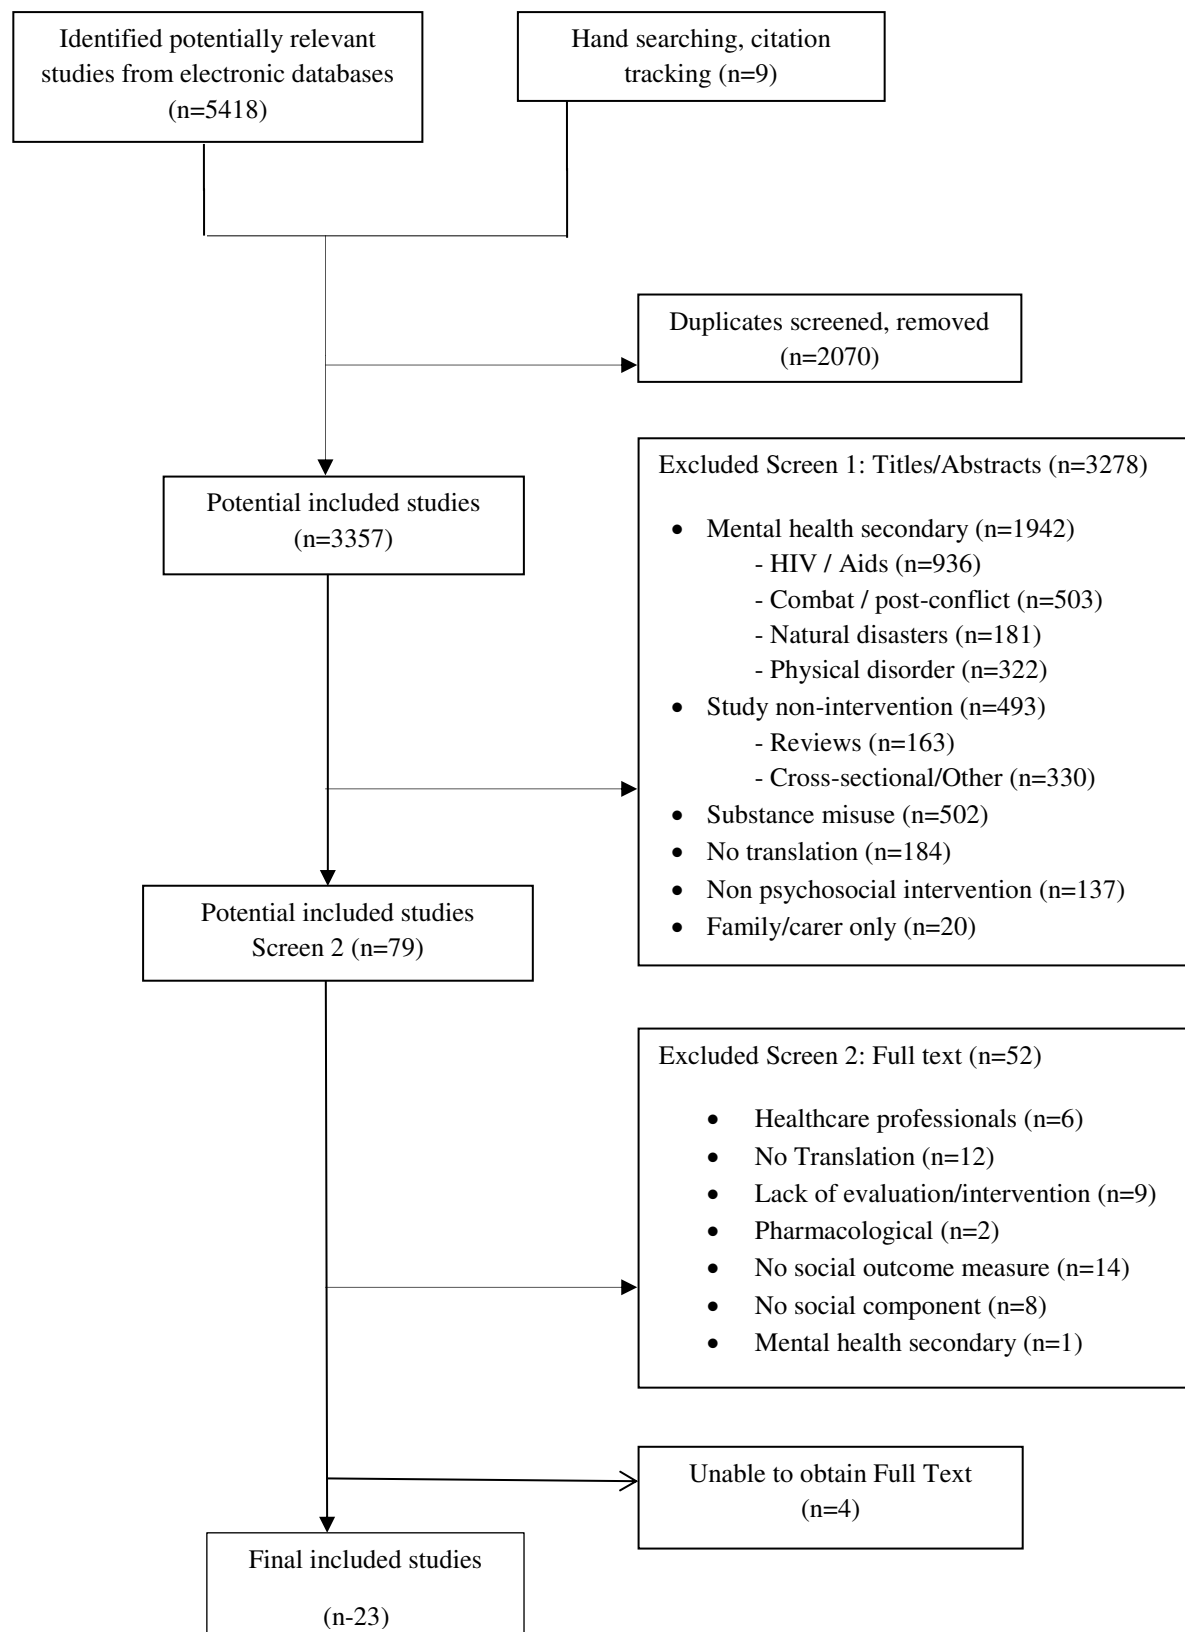 Identified potentially relevant
studies from electronic databases
(n=5418)
Hand searching, citation
tracking (n=9)
Duplicates screened, removed
(n=2070)
Potential included studies
(n=3357)
Excluded Screen 1: Titles/Abstracts (n=3278)
• Mental health secondary (n=1942)
- HIV / Aids (n=936)
- Combat / post-conflict (n=503)
- Natural disasters (n=181)
- Physical disorder (n=322)
• Study non-intervention (n=493)
- Reviews (n=163)
- Cross-sectional/Other (n=330)
• Substance misuse (n=502)
• No translation (n=184)
• Non psychosocial intervention (n=137)
• Family/carer only (n=20)
Potential included studies
Screen 2 (n=79)
Excluded Screen 2: Full text (n=52)
• Healthcare professionals (n=6)
• No Translation (n=12)
• Lack of evaluation/intervention (n=9)
• Pharmacological (n=2)
• No social outcome measure (n=14)
• No social component (n=8)
• Mental health secondary (n=1)
Unable to obtain Full Text
(n=4)
Final included studies
(n-23)